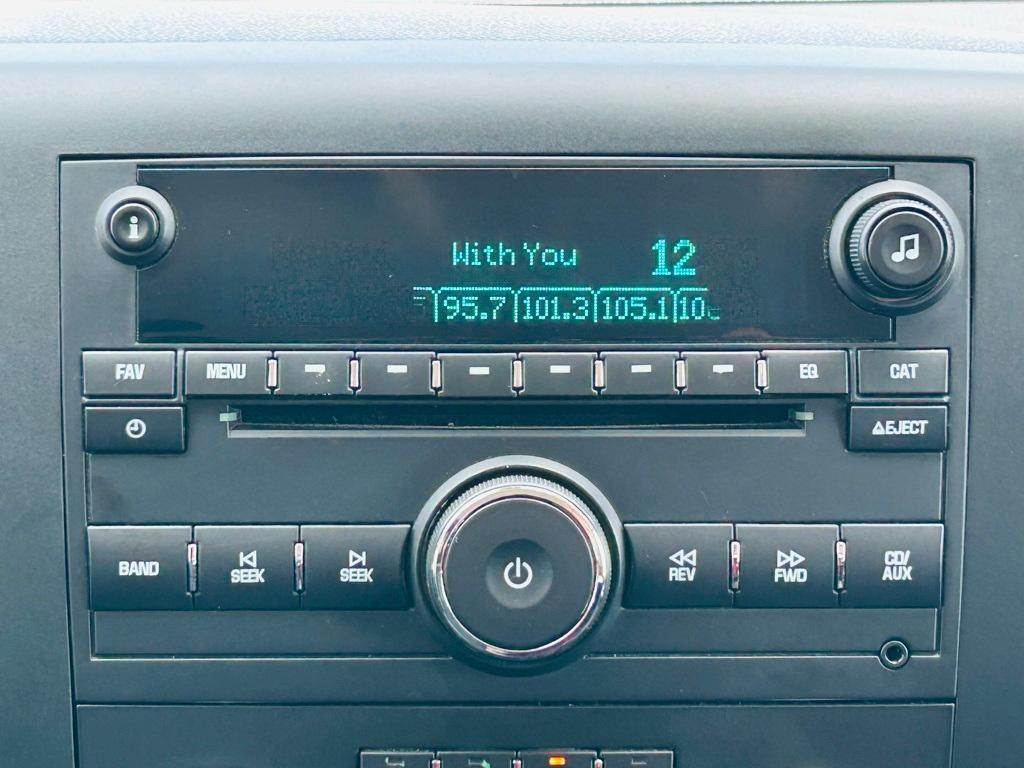 With You 12
95.7 101.3 105.1 10
FAV MENU EQ CAT
EJECT
BAND SEEK SEEK REV FWD CD/
AUX